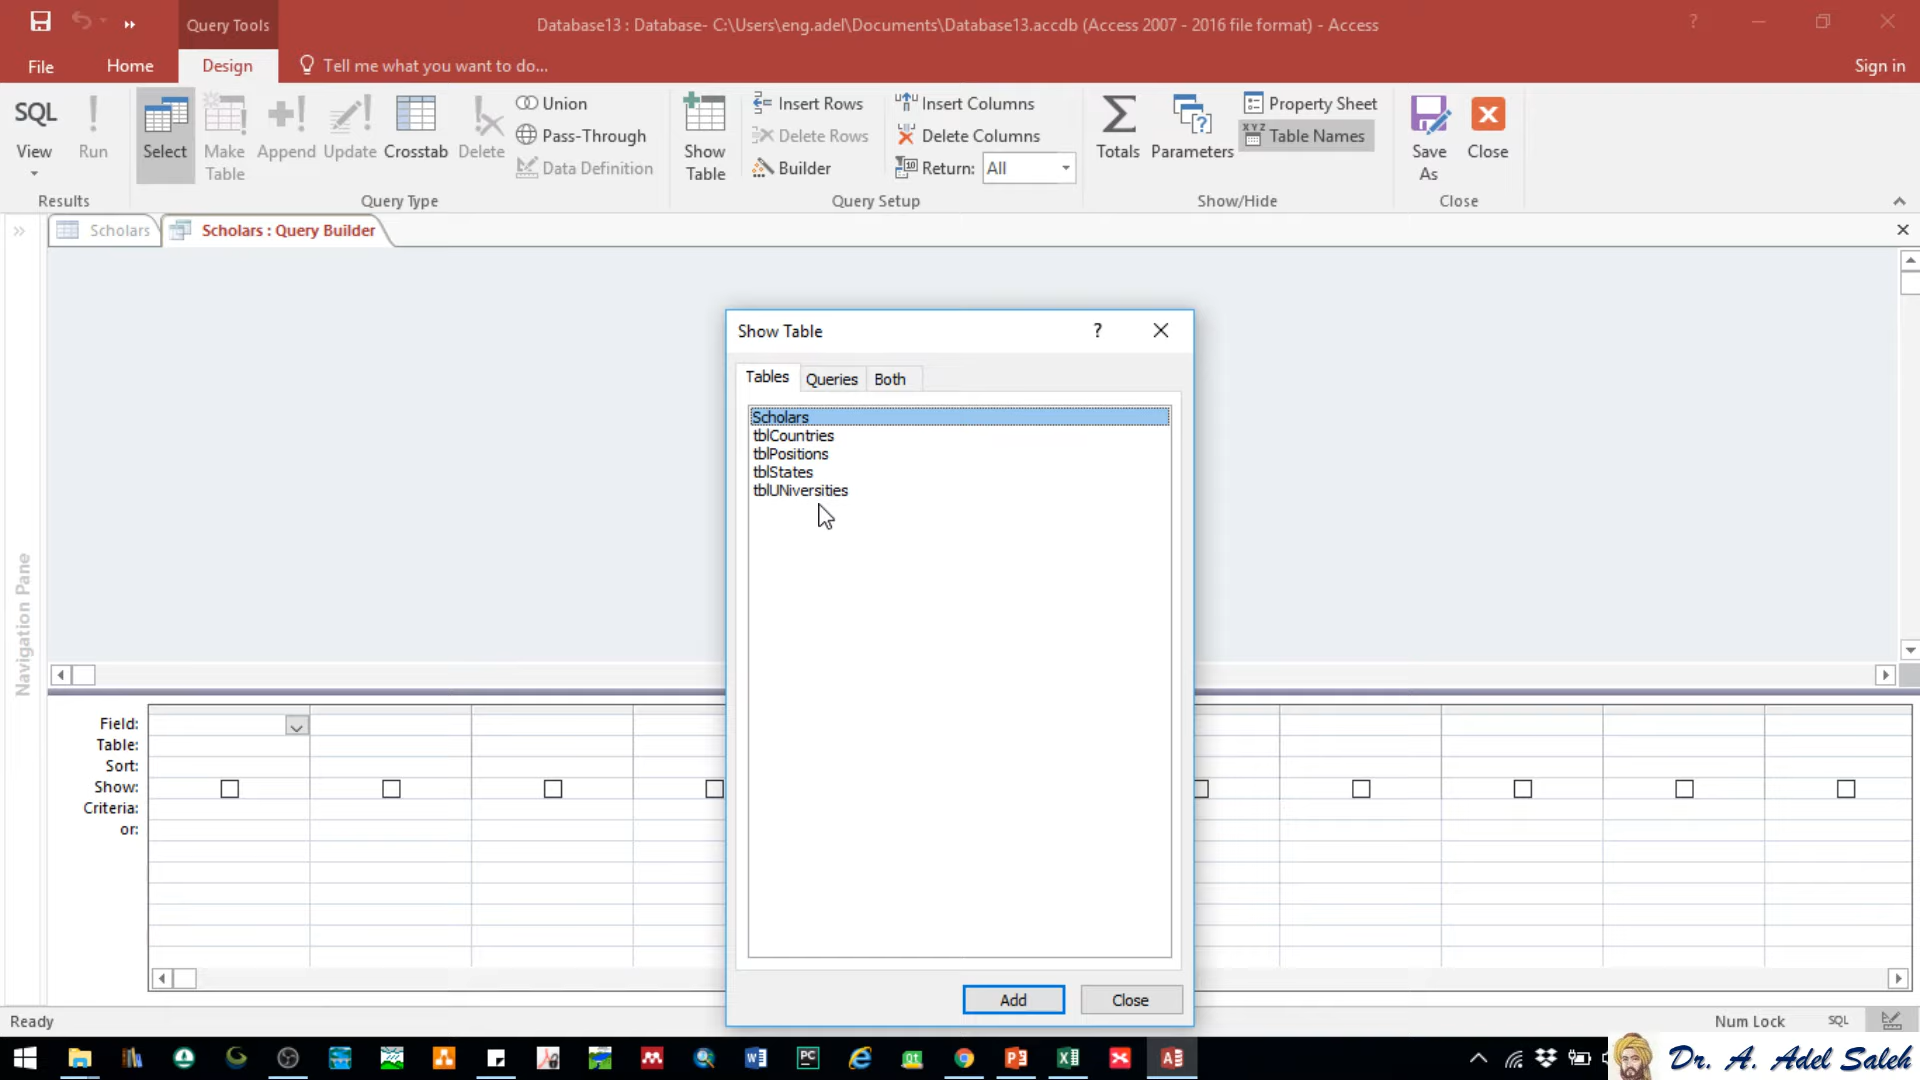 Query Tools
Database13 : Database- C:\Users\eng.adel\Documents\Database13.accdb (Access 2007 - 2016 file format) - Access
?
File
Home
Design
Tell me what you want to do...
Sign in
SQL
View
Run
Select
Make Table
Append
Update
Crosstab
Delete
Union
Pass-Through
Data Definition
Show Table
Insert Rows
Delete Rows
Builder
Insert Columns
Delete Columns
Return: All
Totals
Parameters
Property Sheet
Table Names
Save As
Close
Results
Query Type
Query Setup
Show/Hide
Close
Scholars
Scholars : Query Builder
Navigation Pane
Show Table
?
Tables
Queries
Both
Scholars
tblCountries
tblPositions
tblStates
tblUNiversities
Add
Close
Field:
Table:
Sort:
Show:
Criteria:
or:
Ready
Num Lock
SQL
Dr. A. Adel Saleh